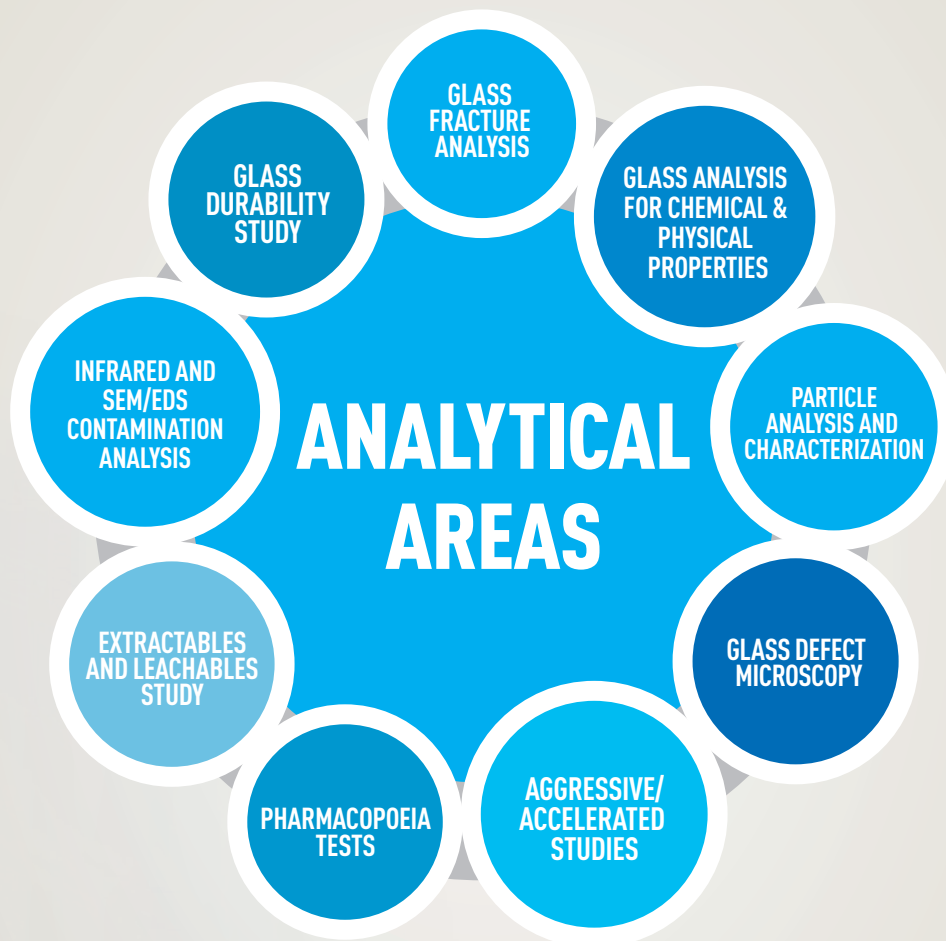 GLASS
FRACTURE
ANALYSIS
GLASS ANALYSIS
FOR CHEMICAL &
PHYSICAL
PROPERTIES
PARTICLE
ANALYSIS AND
CHARACTERIZATION
GLASS DEFECT
MICROSCOPY
AGGRESSIVE/
ACCELERATED
STUDIES
PHARMACOPOEIA
TESTS
EXTRACTABLES
AND LEACHABLES
STUDY
INFRARED AND
SEM/EDS
CONTAMINATION
ANALYSIS
GLASS
DURABILITY
STUDY
ANALYTICAL
AREAS